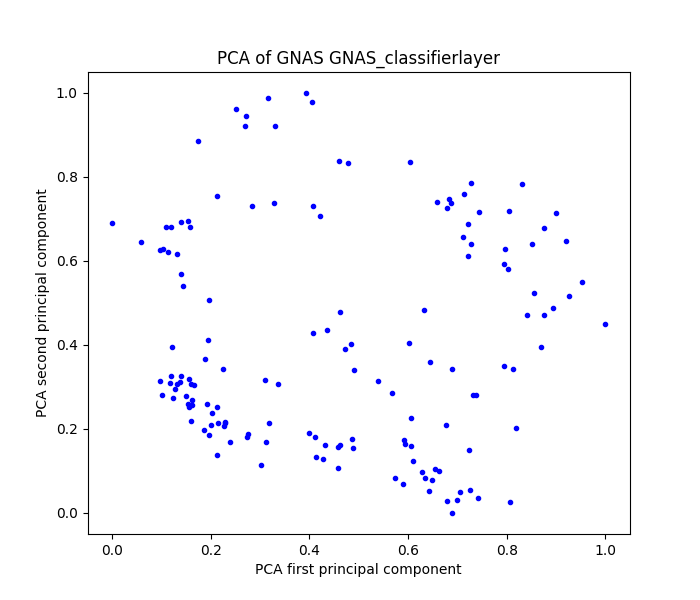 PCA of GNAS GNAS_classifierlayer
1.0
0.8
0.6
0.4
0.2
0.0
PCA second principal component
0.0 0.2 0.4 0.6 0.8 1.0
PCA first principal component